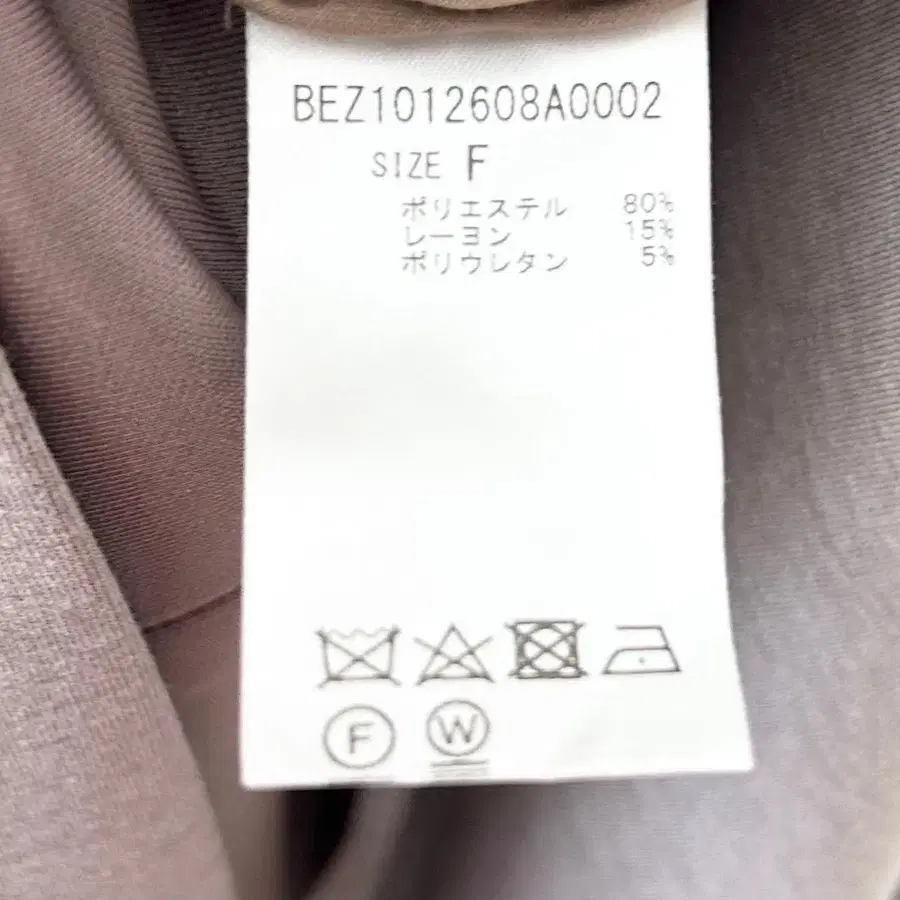 BEZ1012608A0002
SIZE F
ポリエステル 80%
レーヨン 15%
ポリウレタン 5%
F W